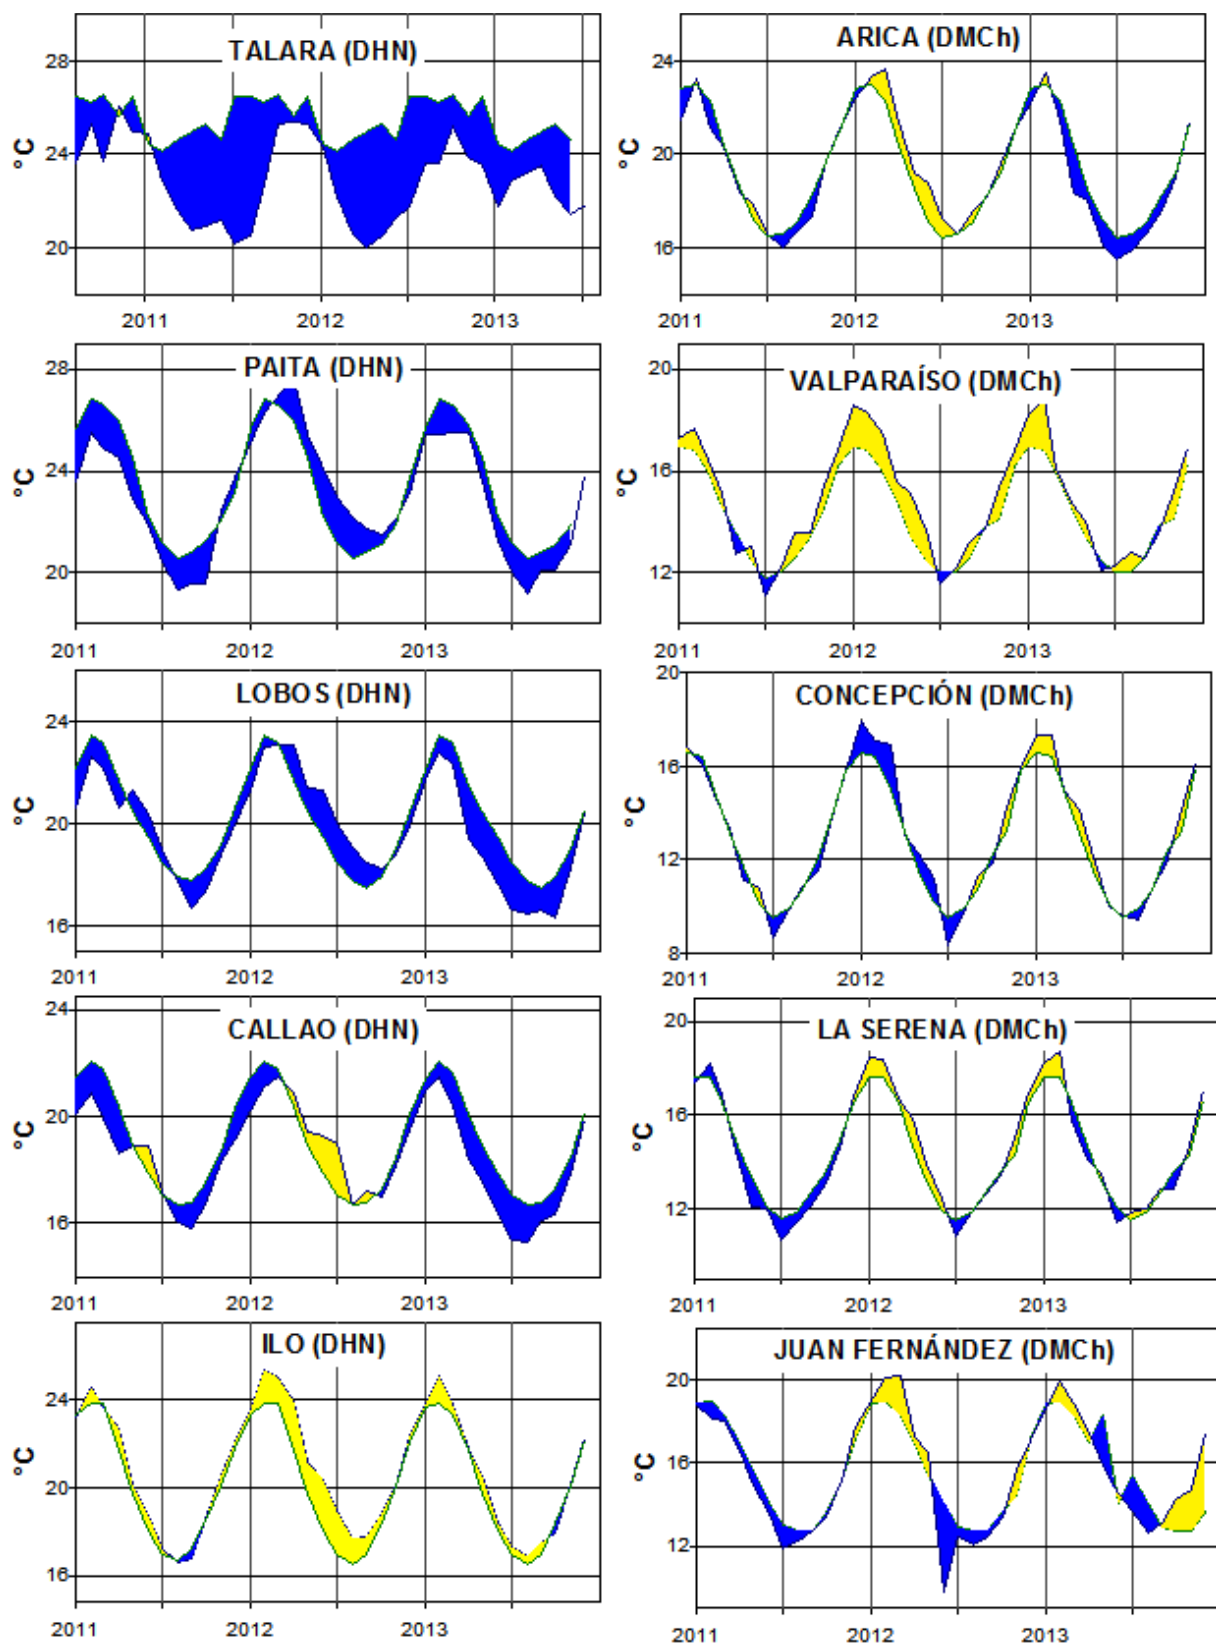 TALARA (DHN)
°C
28
24
20
2011 2012 2013
ARICA (DMCh)
°C
24
20
16
2011 2012 2013
PAITA (DHN)
°C
28
24
20
2011 2012 2013
VALPARAÍSO (DMCh)
°C
20
16
12
2011 2012 2013
LOBOS (DHN)
°C
24
20
16
2011 2012 2013
CONCEPCIÓN (DMCh)
°C
20
16
12
8
2011 2012 2013
CALLAO (DHN)
°C
24
20
16
2011 2012 2013
LA SERENA (DMCh)
°C
20
16
12
2011 2012 2013
ILO (DHN)
°C
24
20
16
2011 2012 2013
JUAN FERNÁNDEZ (DMCh)
°C
20
16
12
2011 2012 2013